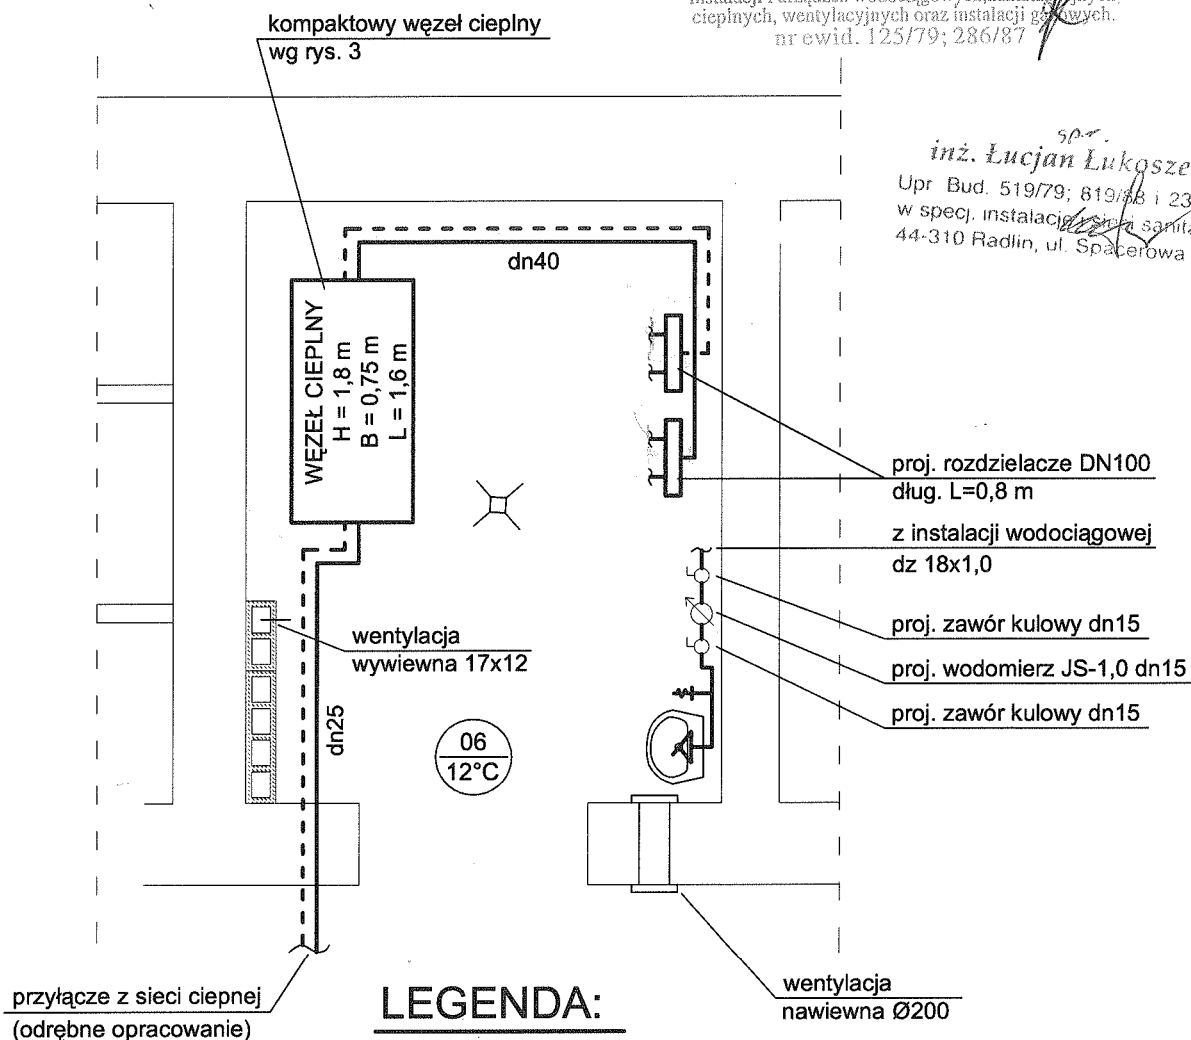 kompaktowy węzeł cieplny
wg rys. 3
cieplnych, wentylacyjnych oraz instalacji gazowych.
nr ewid. 125/79; 286/87
spr.
inż. Łucjan Łukosze
Upr Bud. 519/79; 819/88 i 23
w specj. instalacje i sieci sanita
44-310 Radlin, ul. Spacerowa
dn40
WĘZEŁ CIEPLNY
H = 1,8 m
B = 0,75 m
L = 1,6 m
proj. rozdzielacze DN100
dług. L=0,8 m
z instalacji wodociągowej
dz 18x1,0
proj. zawór kulowy dn15
proj. wodomierz JS-1,0 dn15
proj. zawór kulowy dn15
wentylacja
wywiewna 17x12
dn25
06
12°C
przyłącze z sieci ciepnej
(odrębne opracowanie)
LEGENDA:
wentylacja
nawiewna Ø200